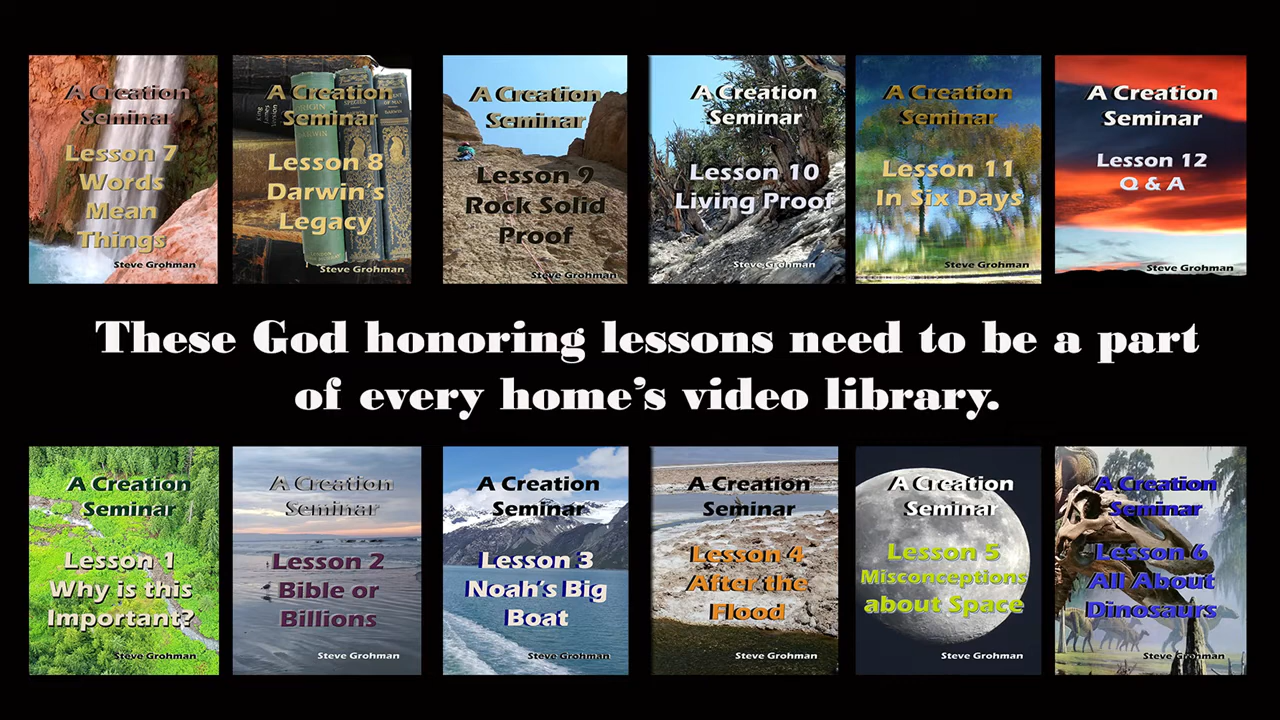 A Creation
Seminar
Lesson 7
Words
Mean
Things
Steve Grohman
A Creation
Seminar
Lesson 8
Darwin's
Legacy
Steve Grohman
A Creation
Seminar
Lesson 9
Rock Solid
Proof
Steve Grohman
A Creation
Seminar
Lesson 10
Living Proof
Steve Grohman
A Creation
Seminar
Lesson 11
In Six Days
Steve Grohman
A Creation
Seminar
Lesson 12
Q & A
Steve Grohman
These God honoring lessons need to be a part
of every home's video library.
A Creation
Seminar
Lesson 1
Why is this
Important?
Steve Grohman
A Creation
Seminar
Lesson 2
Bible or
Billions
Steve Grohman
A Creation
Seminar
Lesson 3
Noah's Big
Boat
Steve Grohman
A Creation
Seminar
Lesson 4
After the
Flood
Steve Grohman
A Creation
Seminar
Lesson 5
Misconceptions
about Space
Steve Grohman
A Creation
Seminar
Lesson 6
All About
Dinosaurs
Steve Grohman